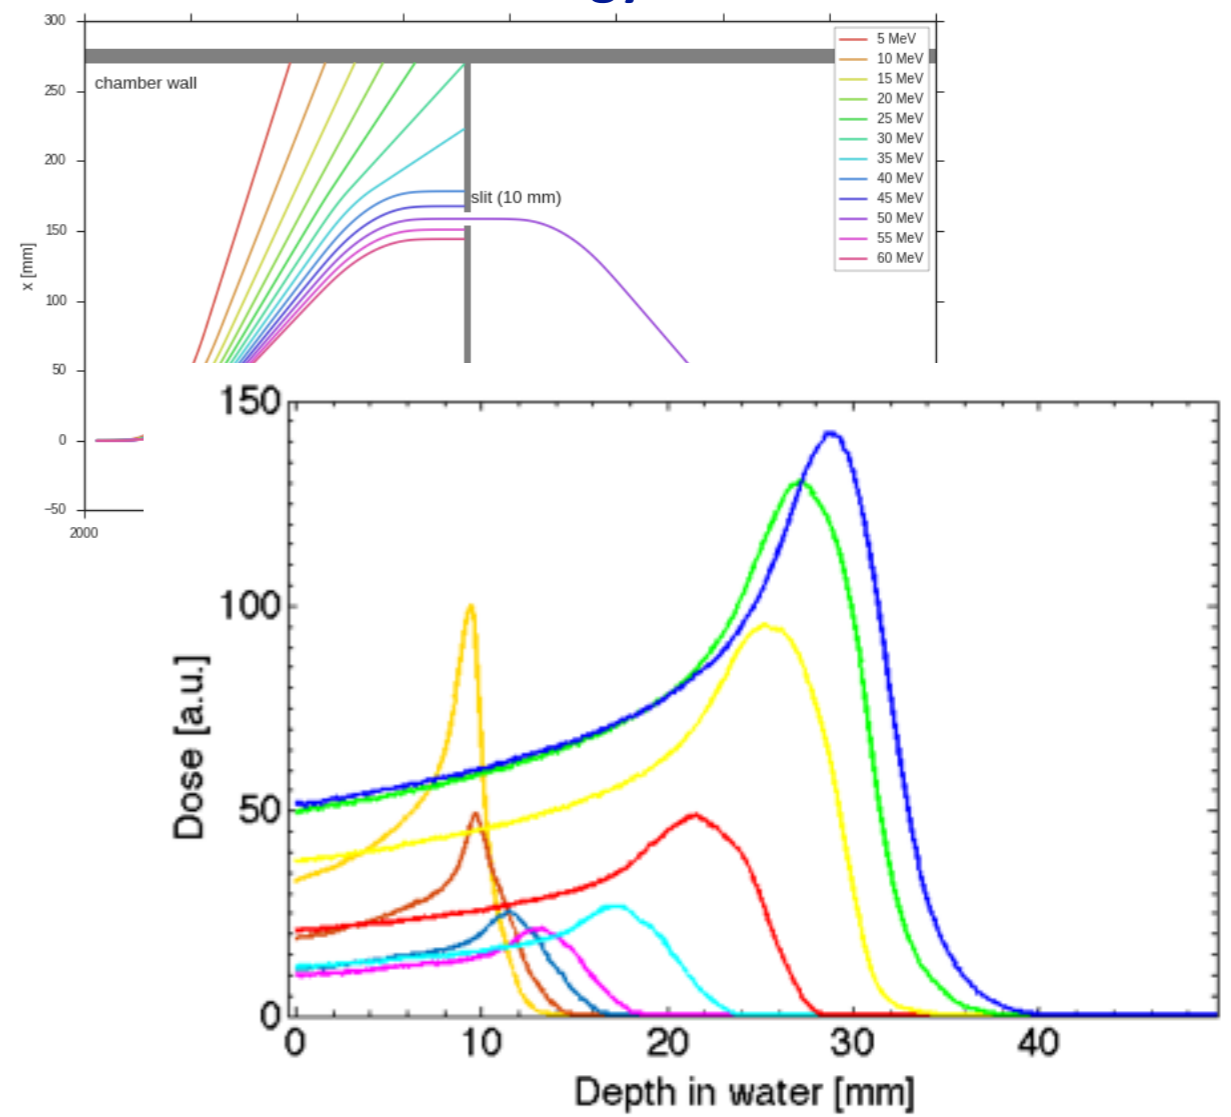 300
250
200
150
100
50
0
−50
x [mm]
2000
chamber wall
slit (10 mm)
5 MeV
10 MeV
15 MeV
20 MeV
25 MeV
30 MeV
35 MeV
40 MeV
45 MeV
50 MeV
55 MeV
60 MeV
150
100
50
0
Dose [a.u.]
0 10 20 30 40
Depth in water [mm]